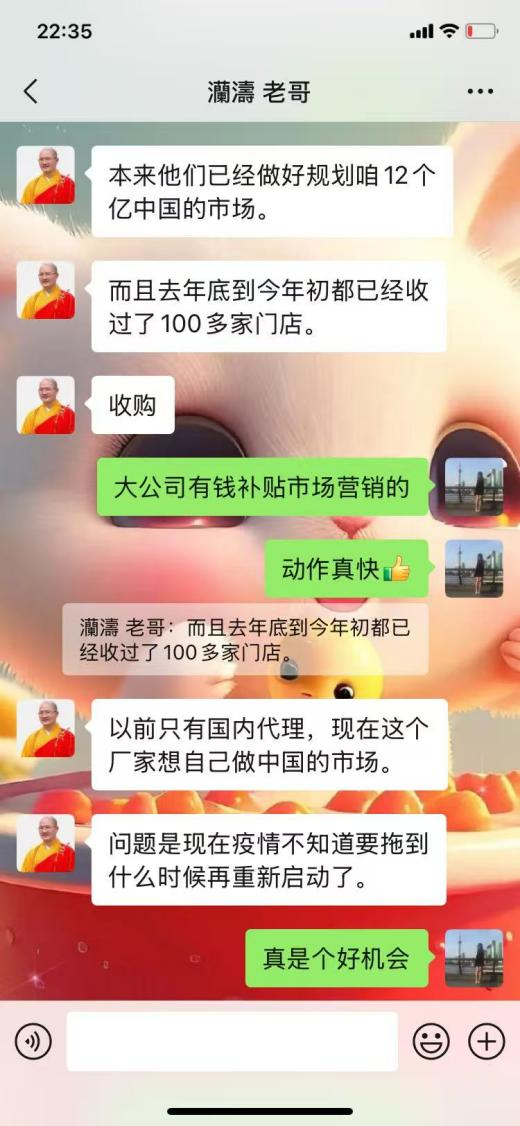 22:35
灡濤 老哥
本来他们已经做好规划咱12个
亿中国的市场。
而且去年底到今年初都已经收
过了100多家门店。
收购
大公司有钱补贴市场营销的
动作真快👍
灡濤 老哥：而且去年底到今年初都已
经收过了100多家门店。
以前只有国内代理，现在这个
厂家想自己做中国的市场。
问题是现在疫情不知道要拖到
什么时候再重新启动了。
真是个好机会